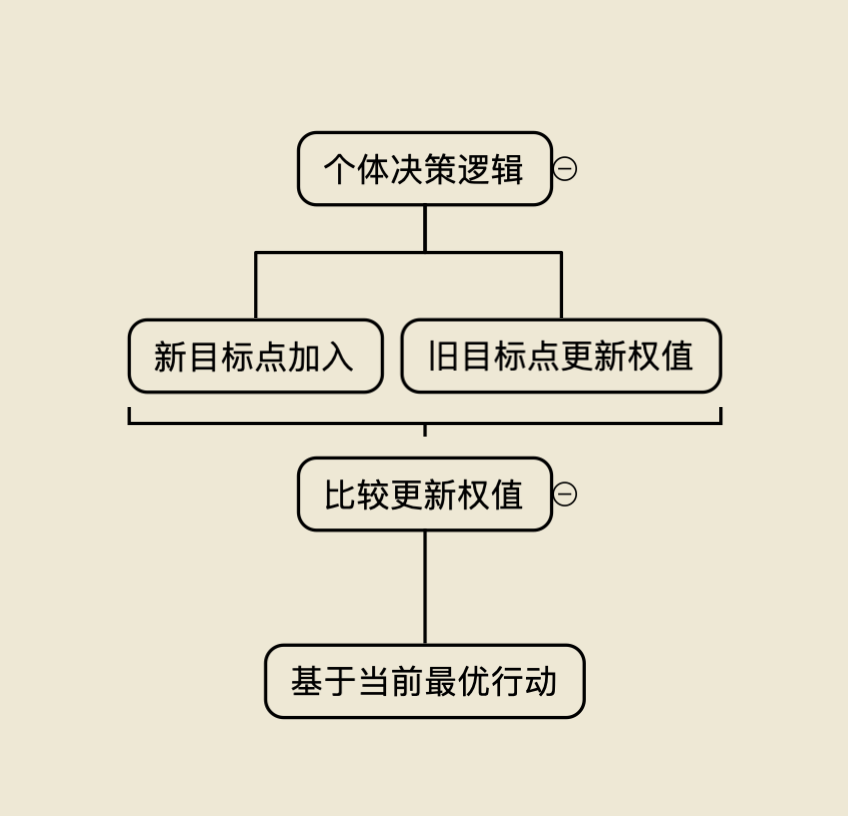 个体决策逻辑
新目标点加入
旧目标点更新权值
比较更新权值
基于当前最优行动